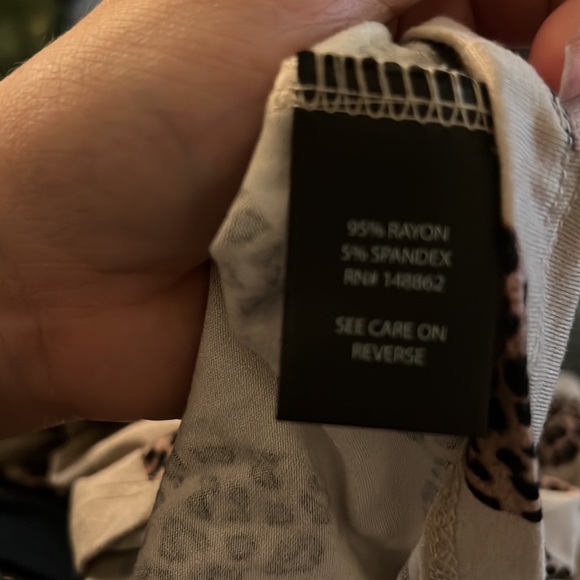 95% RAYON
5% SPANDEX
RN# 148862
SEE CARE ON
REVERSE